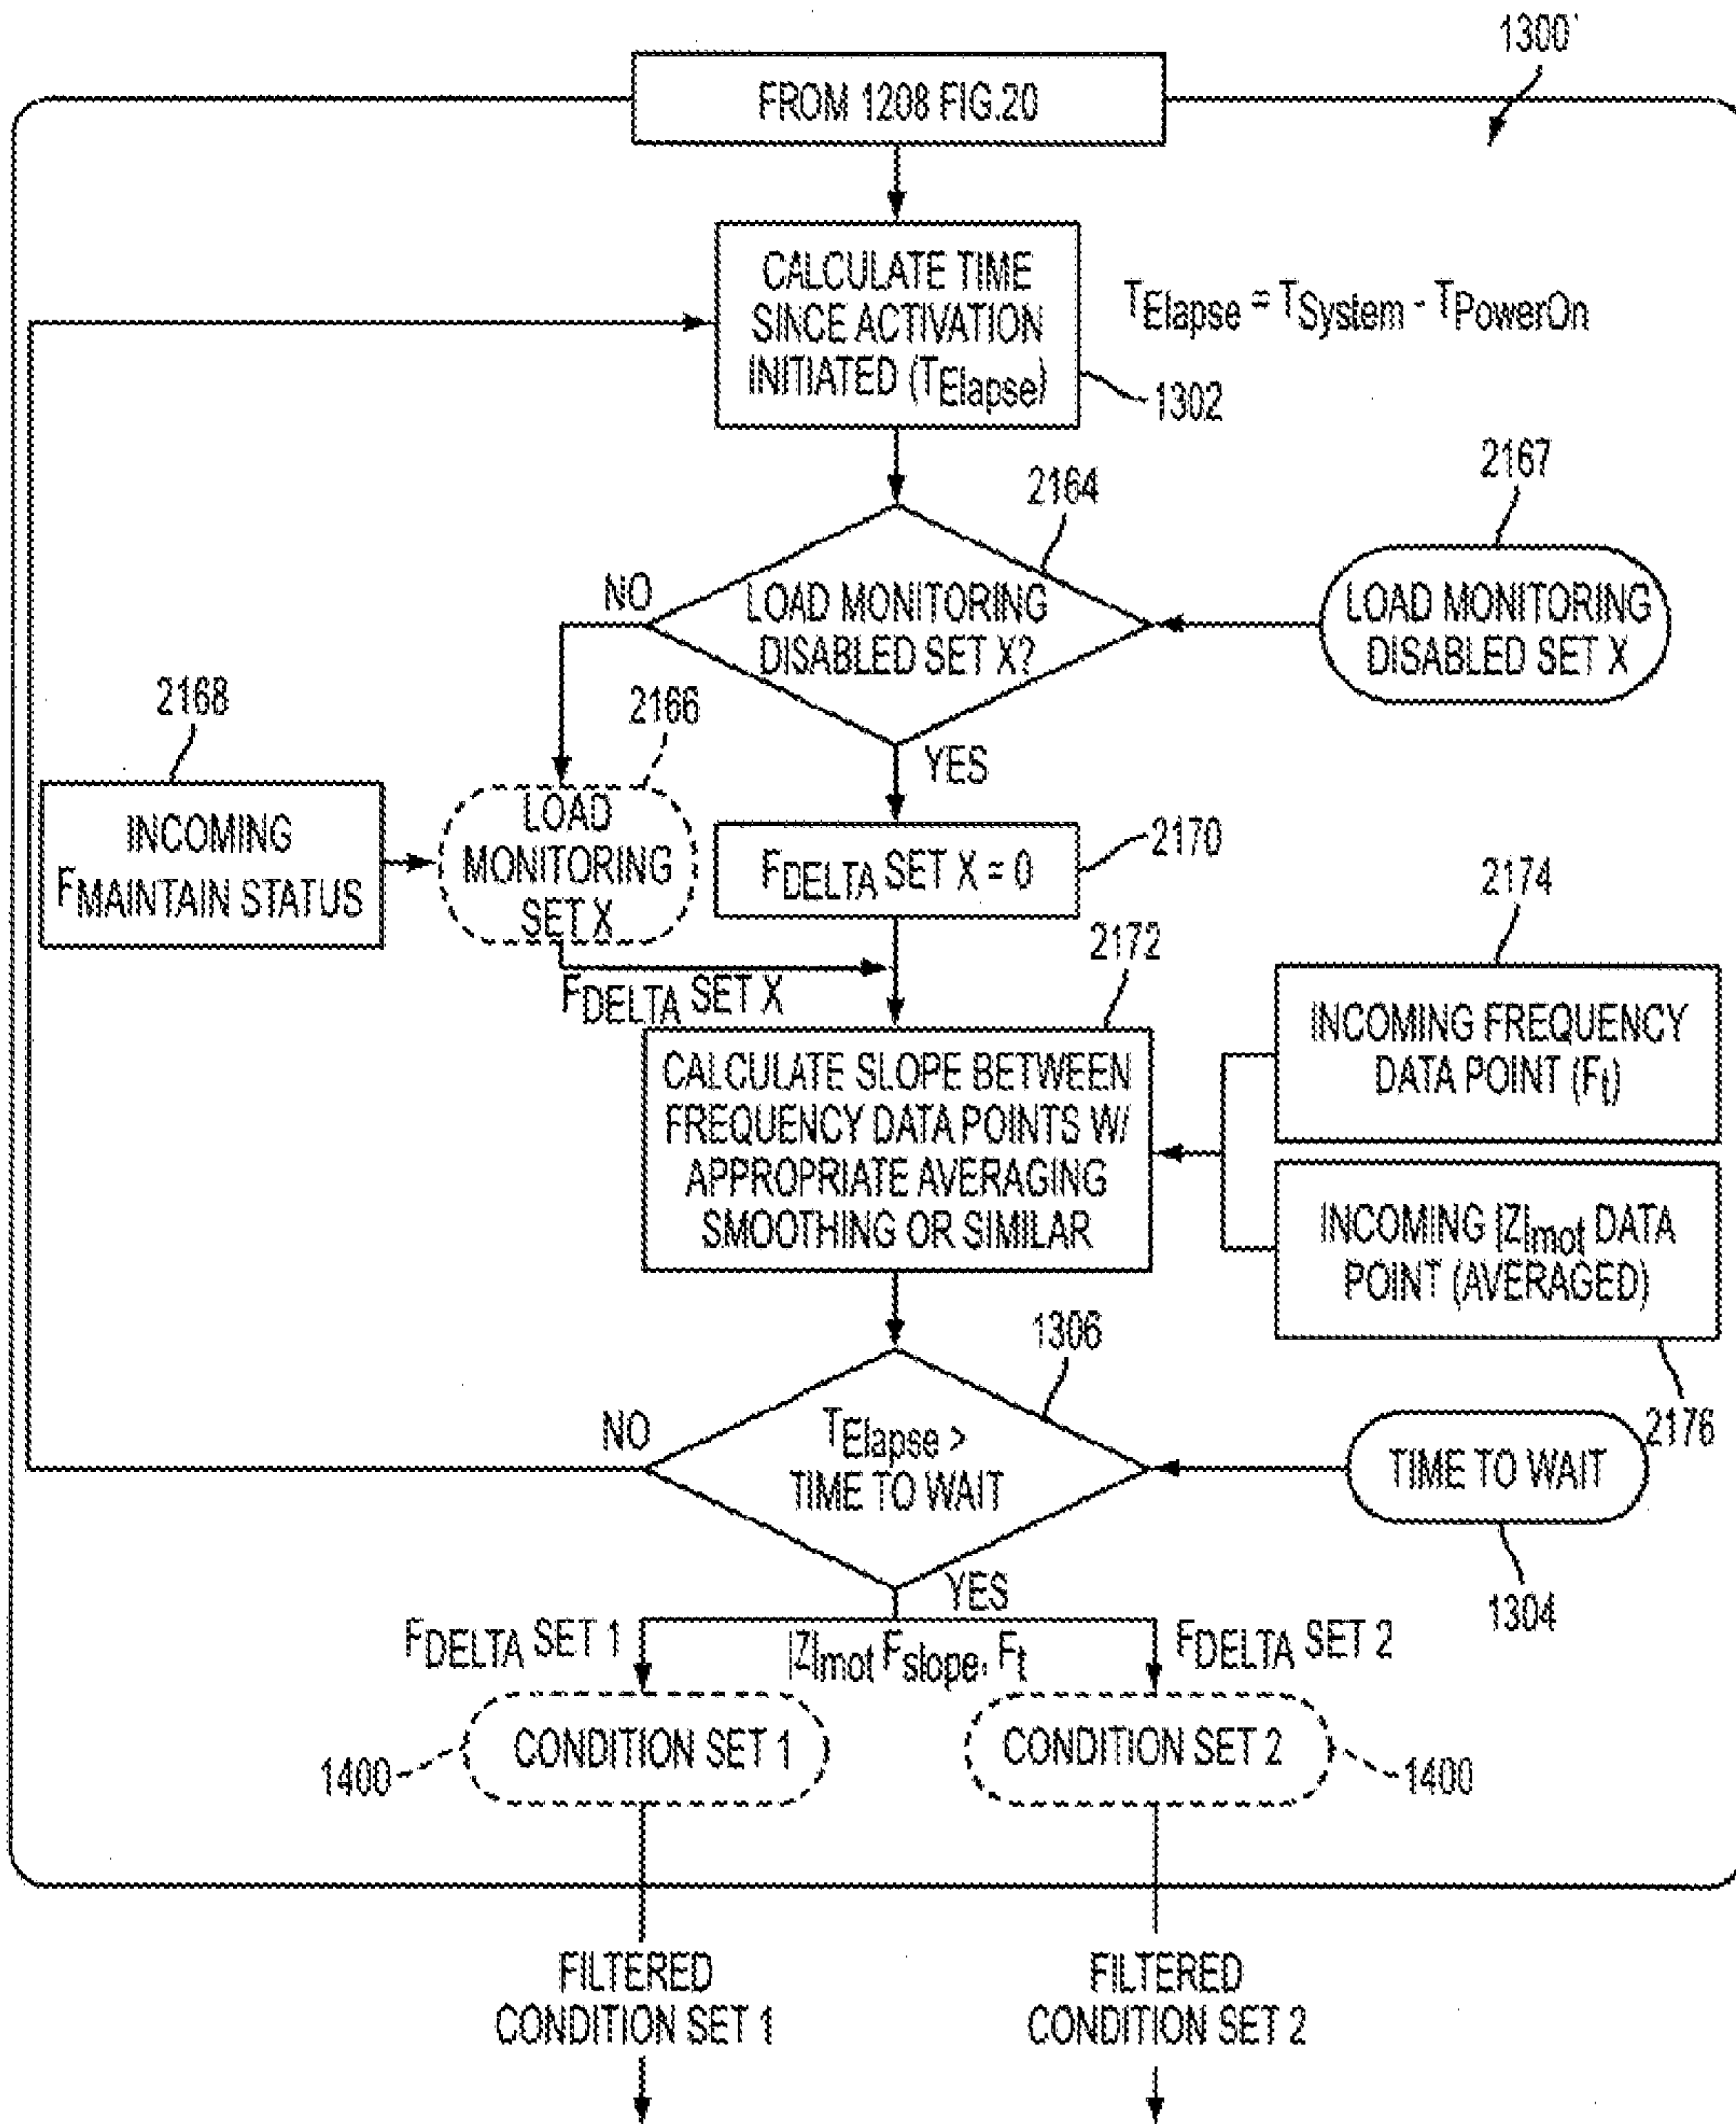 1300'
FROM 1208 FIG.20
CALCULATE TIME
SINCE ACTIVATION
INITIATED (TElapse)
TElapse = TSystem - TPowerOn
1302
2164
2167
NO
LOAD MONITORING
DISABLED SET X?
LOAD MONITORING
DISABLED SET X
2168
2166
YES
INCOMING
FMAINTAIN STATUS
LOAD
MONITORING
SET X
FDELTA SET X = 0
2170
2174
2172
FDELTA SET X
INCOMING FREQUENCY
DATA POINT (Ft)
CALCULATE SLOPE BETWEEN
FREQUENCY DATA POINTS W/
APPROPRIATE AVERAGING
SMOOTHING OR SIMILAR
INCOMING |Z|mot DATA
POINT (AVERAGED)
1306
2176
NO
TElapse >
TIME TO WAIT
TIME TO WAIT
1304
YES
FDELTA SET 1
|Z|mot Fslope, Ft
FDELTA SET 2
CONDITION SET 1
CONDITION SET 2
1400
1400
FILTERED
CONDITION SET 1
FILTERED
CONDITION SET 2